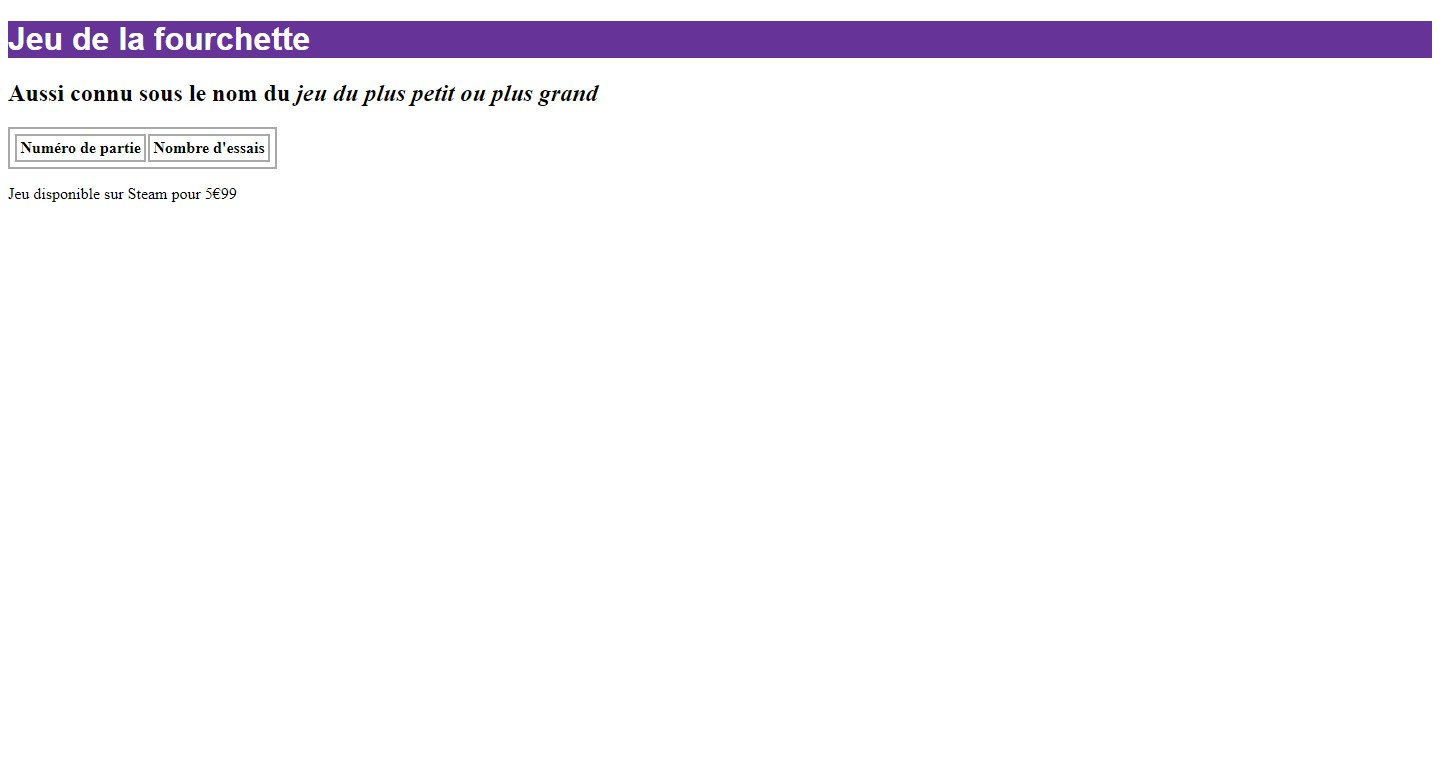 Jeu de la fourchette
Aussi connu sous le nom du jeu du plus petit ou plus grand
Numéro de partie Nombre d'essais
Jeu disponible sur Steam pour 5€99